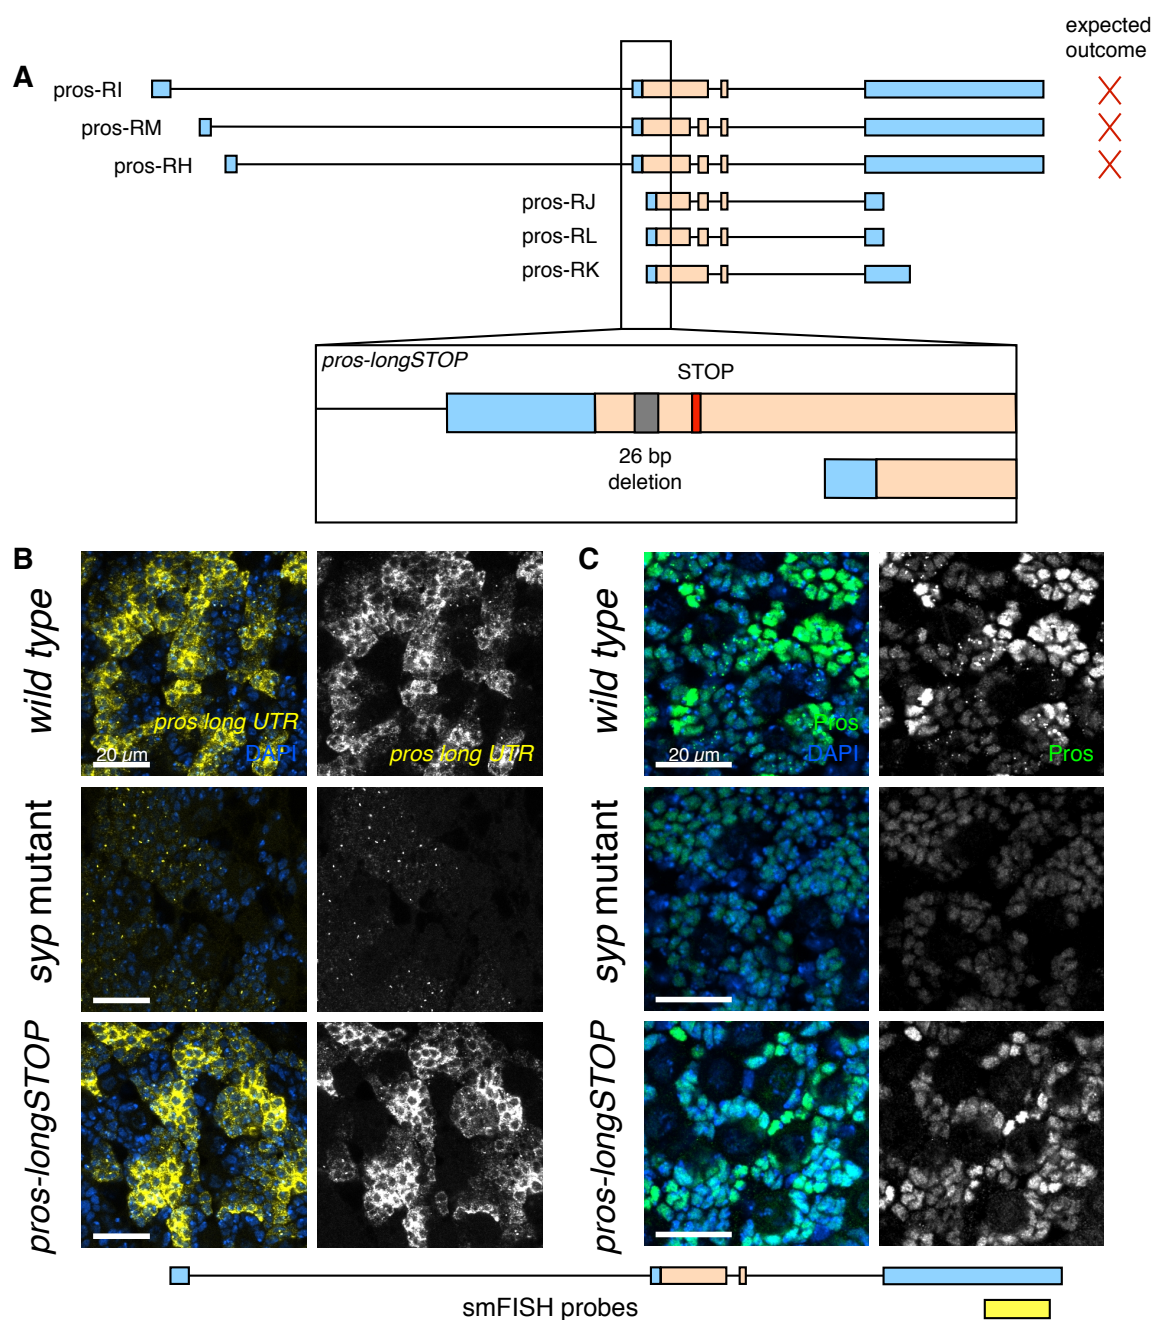 expected
outcome
A
pros-RI
pros-RM
pros-RH
pros-RJ
pros-RL
pros-RK
pros-longSTOP
STOP
26 bp
deletion
B
C
wild type
pros long UTR
DAPI
20 µm
pros long UTR
wild type
Pros
DAPI
20 µm
Pros
syp mutant
syp mutant
pros-longSTOP
pros-longSTOP
smFISH probes